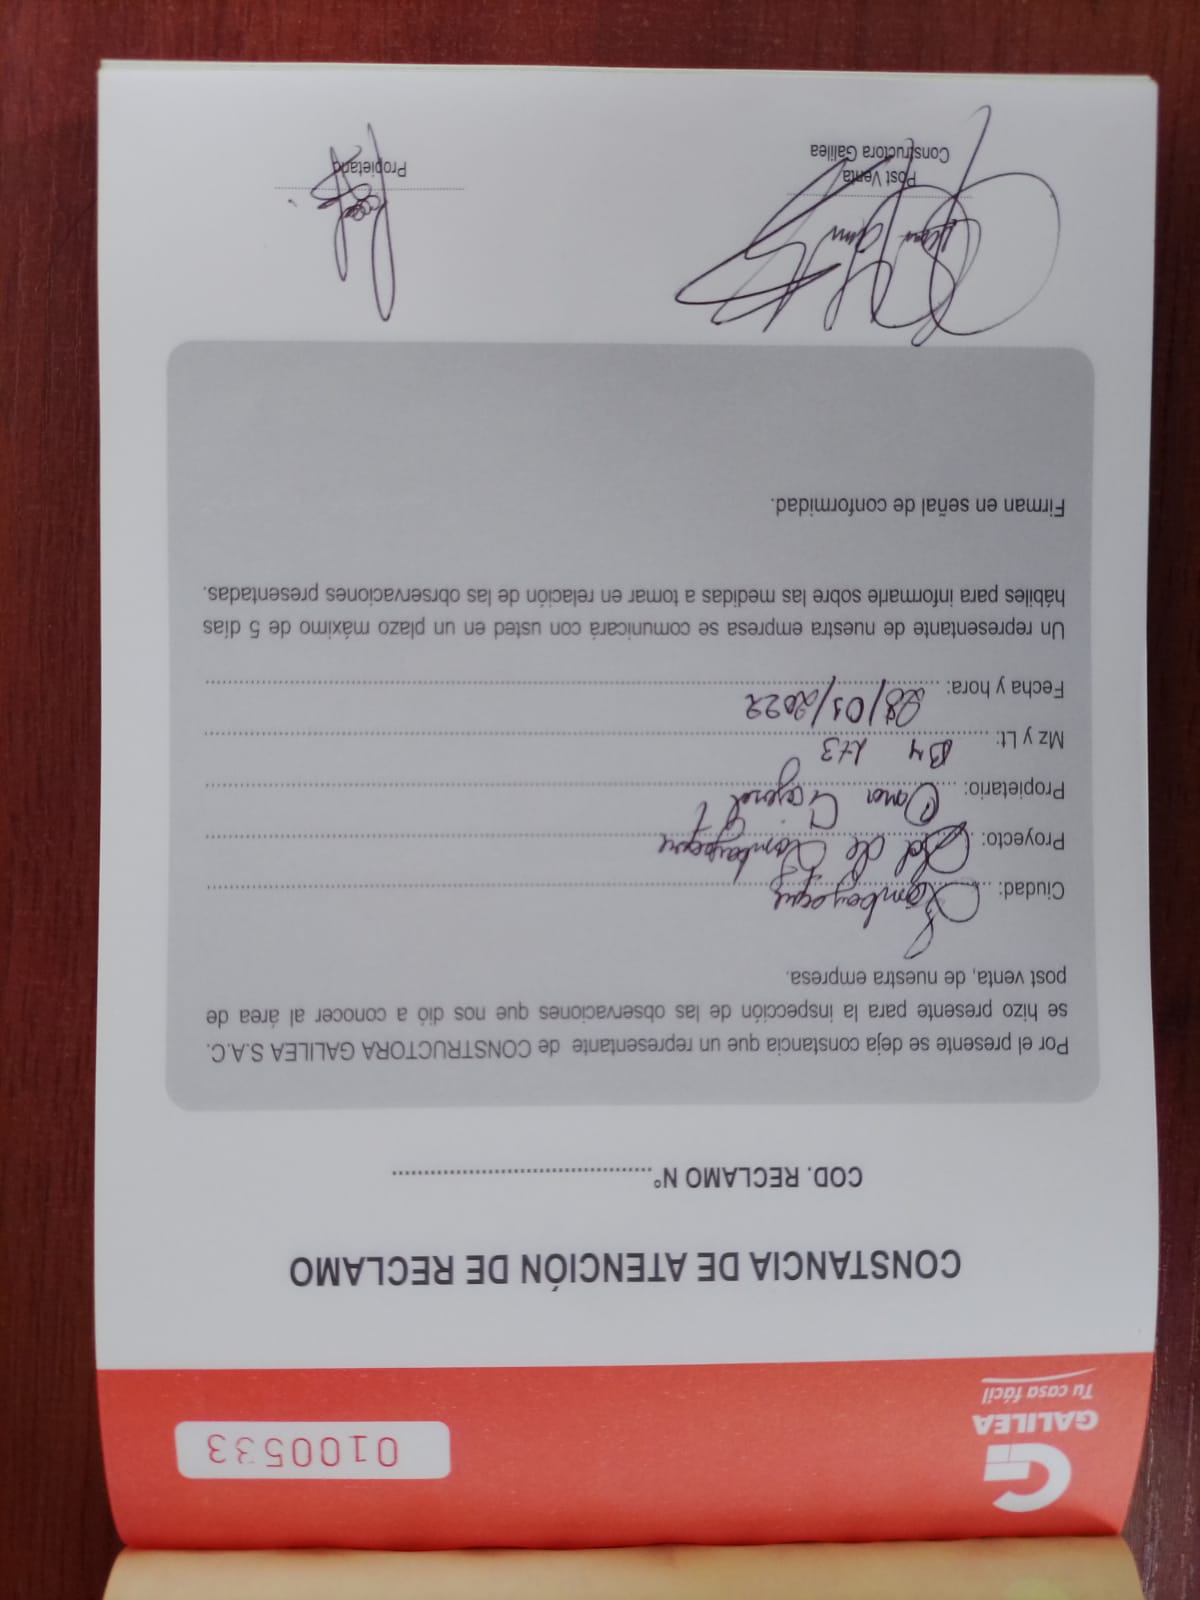 GALILEA
Tu casa fácil
0100533
CONSTANCIA DE ATENCIÓN DE RECLAMO
COD. RECLAMO N°
Por el presente se deja constancia que un representante de CONSTRUCTORA GALILEA S.A.C.
se hizo presente para la inspección de las observaciones que nos dió a conocer al área de
post venta, de nuestra empresa.
Ciudad: Lambayeque
Proyecto: Sol de Lambayeque
Propietario:
Mz y Lt: B4 Lt3
Fecha y hora: 28/01/2022
Un representante de nuestra empresa se comunicará con usted en un plazo máximo de 5 días
hábiles para informarle sobre las medidas a tomar en relación de las obrservaciones presentadas.
Firman en señal de conformidad.
Post Venta
Constructora Galilea
Propietario